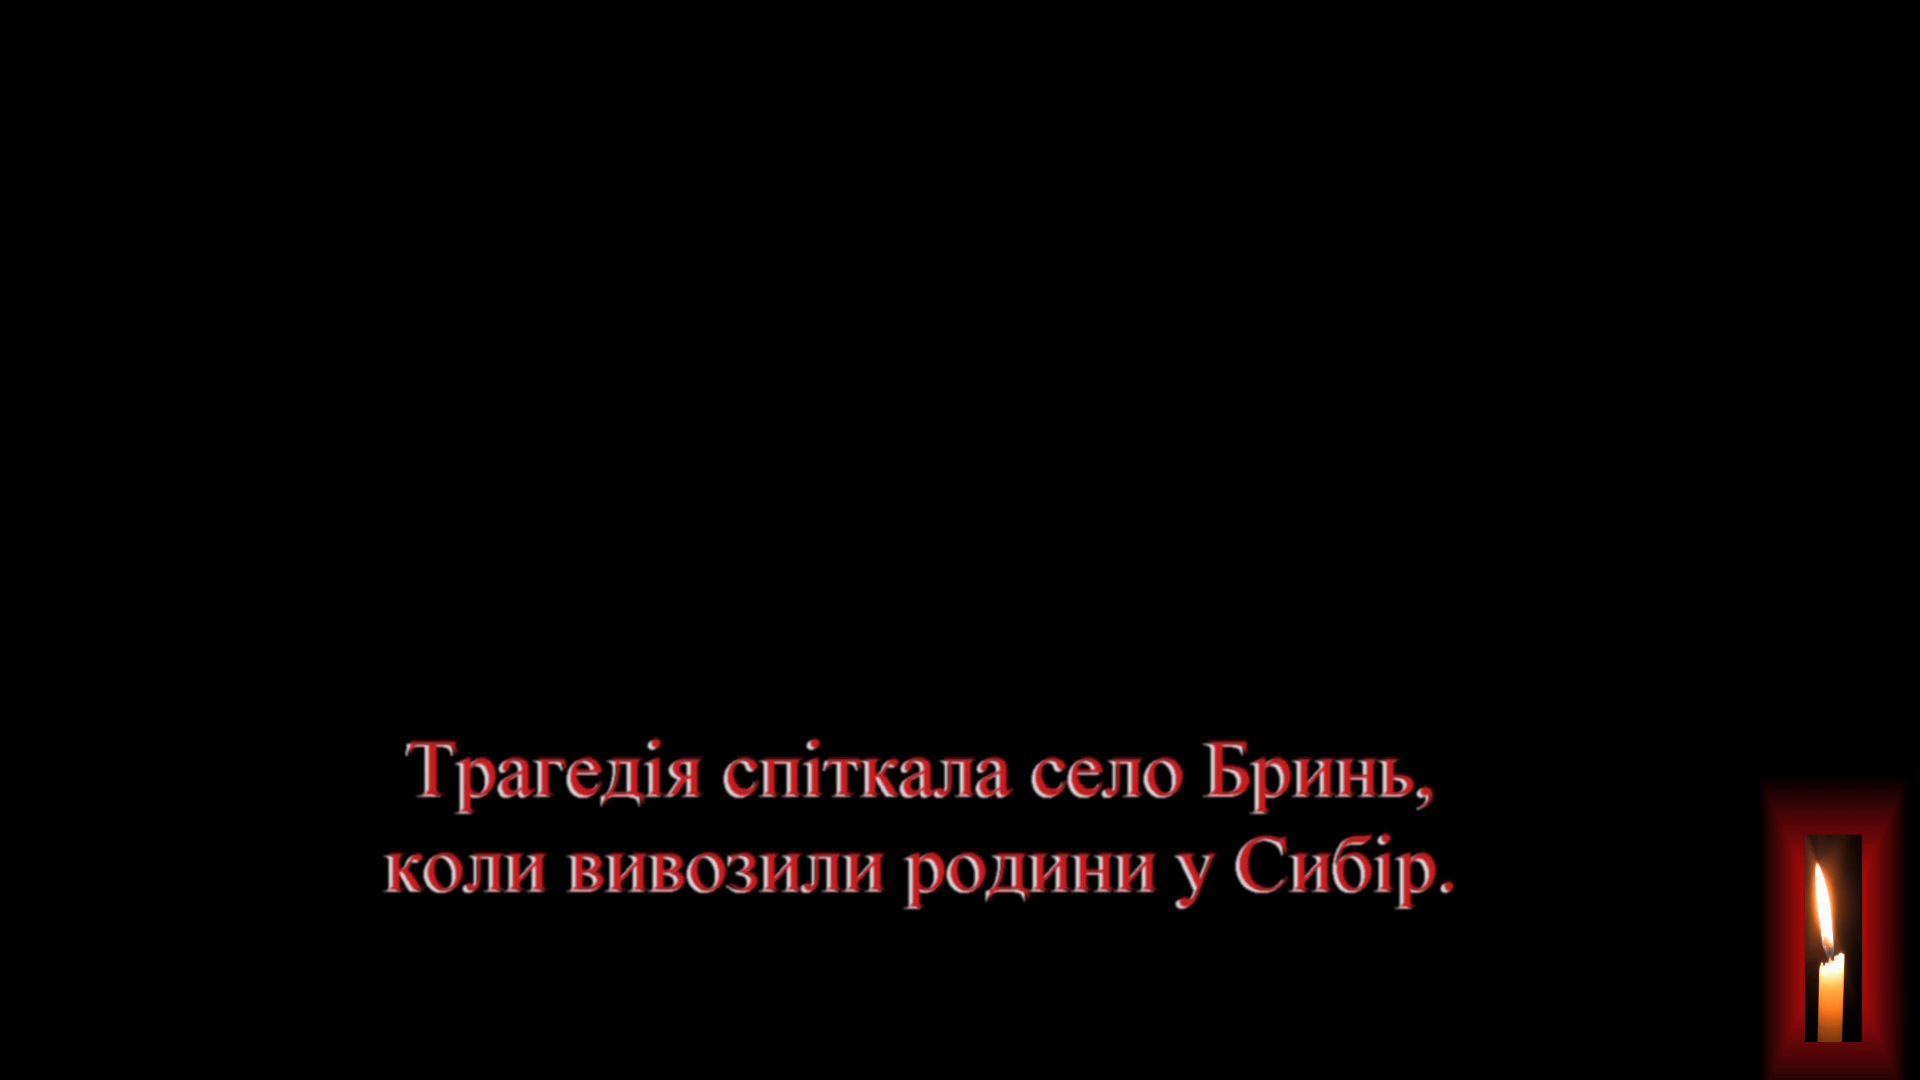 Трагедія спіткала село Бринь,
коли вивозили родини у Сибір.